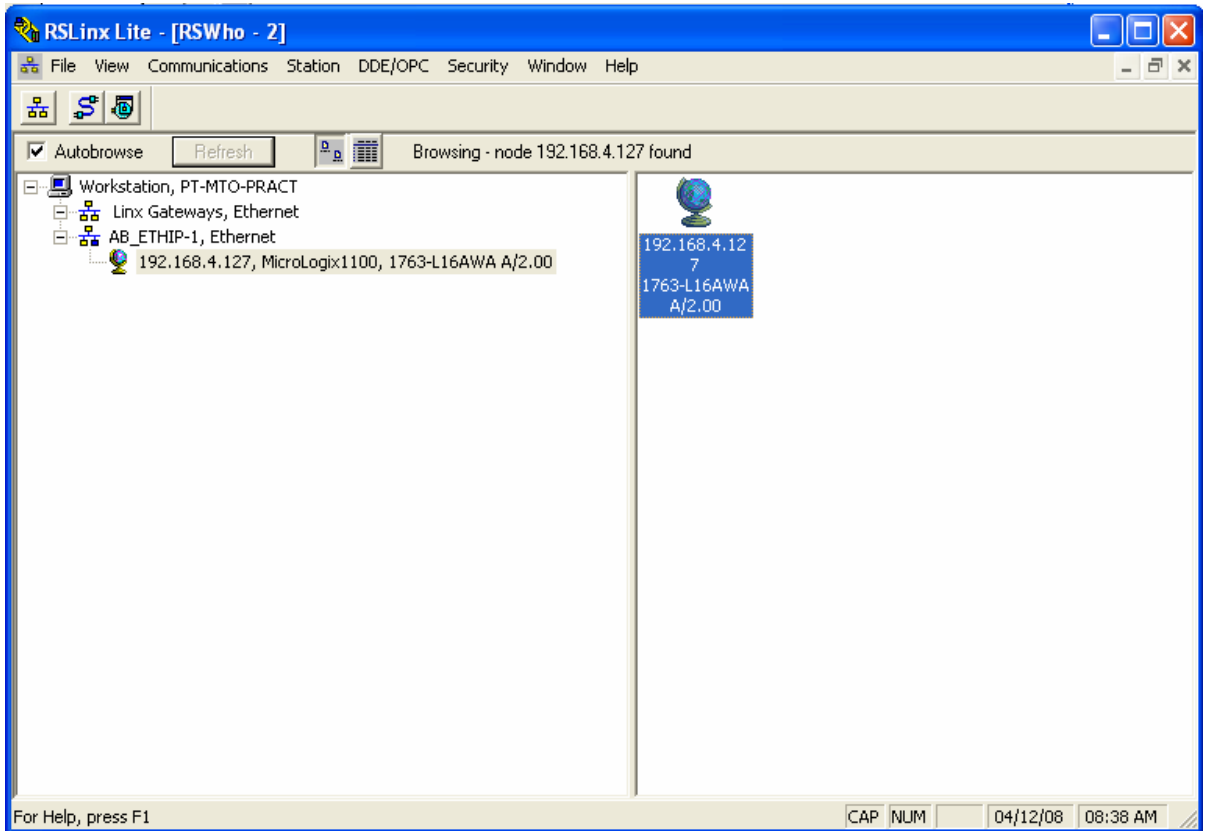 RSLinx Lite - [RSWho - 2]
File View Communications Station DDE/OPC Security Window Help
Autobrowse Refresh Browsing - node 192.168.4.127 found
Workstation, PT-MTO-PRACT
Linx Gateways, Ethernet
AB_ETHIP-1, Ethernet
192.168.4.127, MicroLogix1100, 1763-L16AWA A/2.00
192.168.4.12
7
1763-L16AWA
A/2.00
For Help, press F1 CAP NUM 04/12/08 08:38 AM